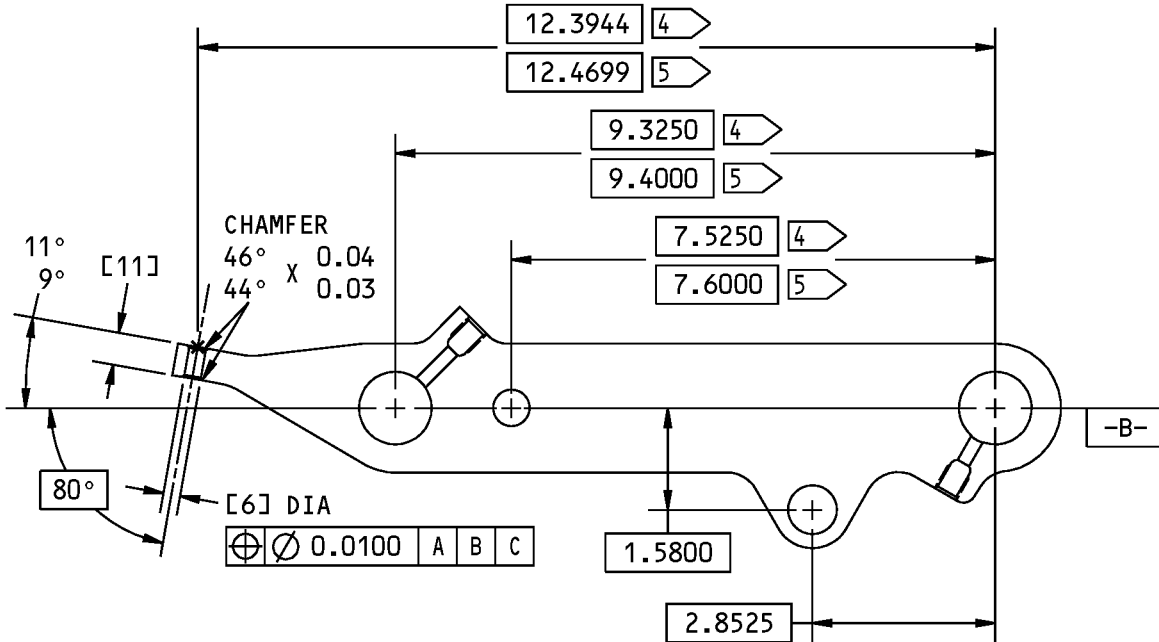 12.3944 4
12.4699 5
9.3250 4
9.4000 5
7.5250 4
7.6000 5
CHAMFER
46° 0.04
X
44° 0.03
11°
9°
[11]
-B-
80°
[6] DIA
⌖ ∅ 0.0100 A B C
1.5800
2.8525